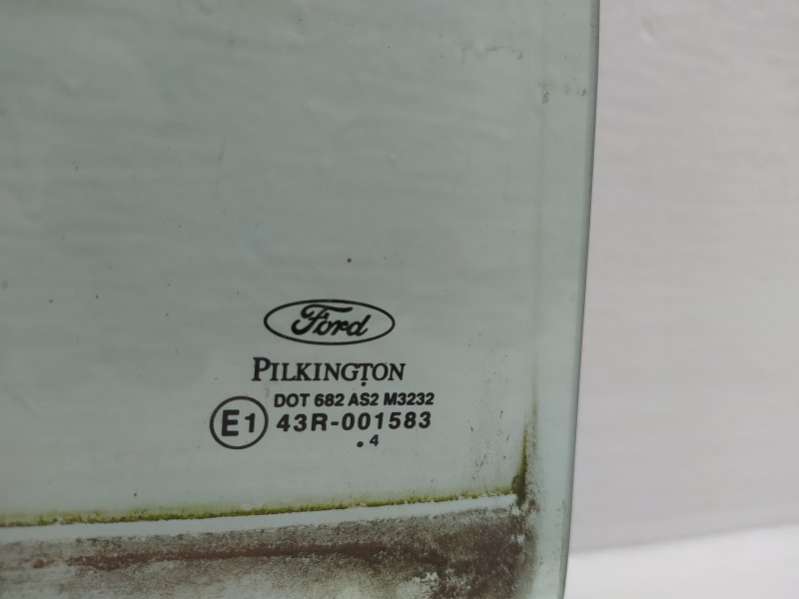 Ford
PILKINGTON
DOT 682 AS2 M3232
E1 43R-001583
.4